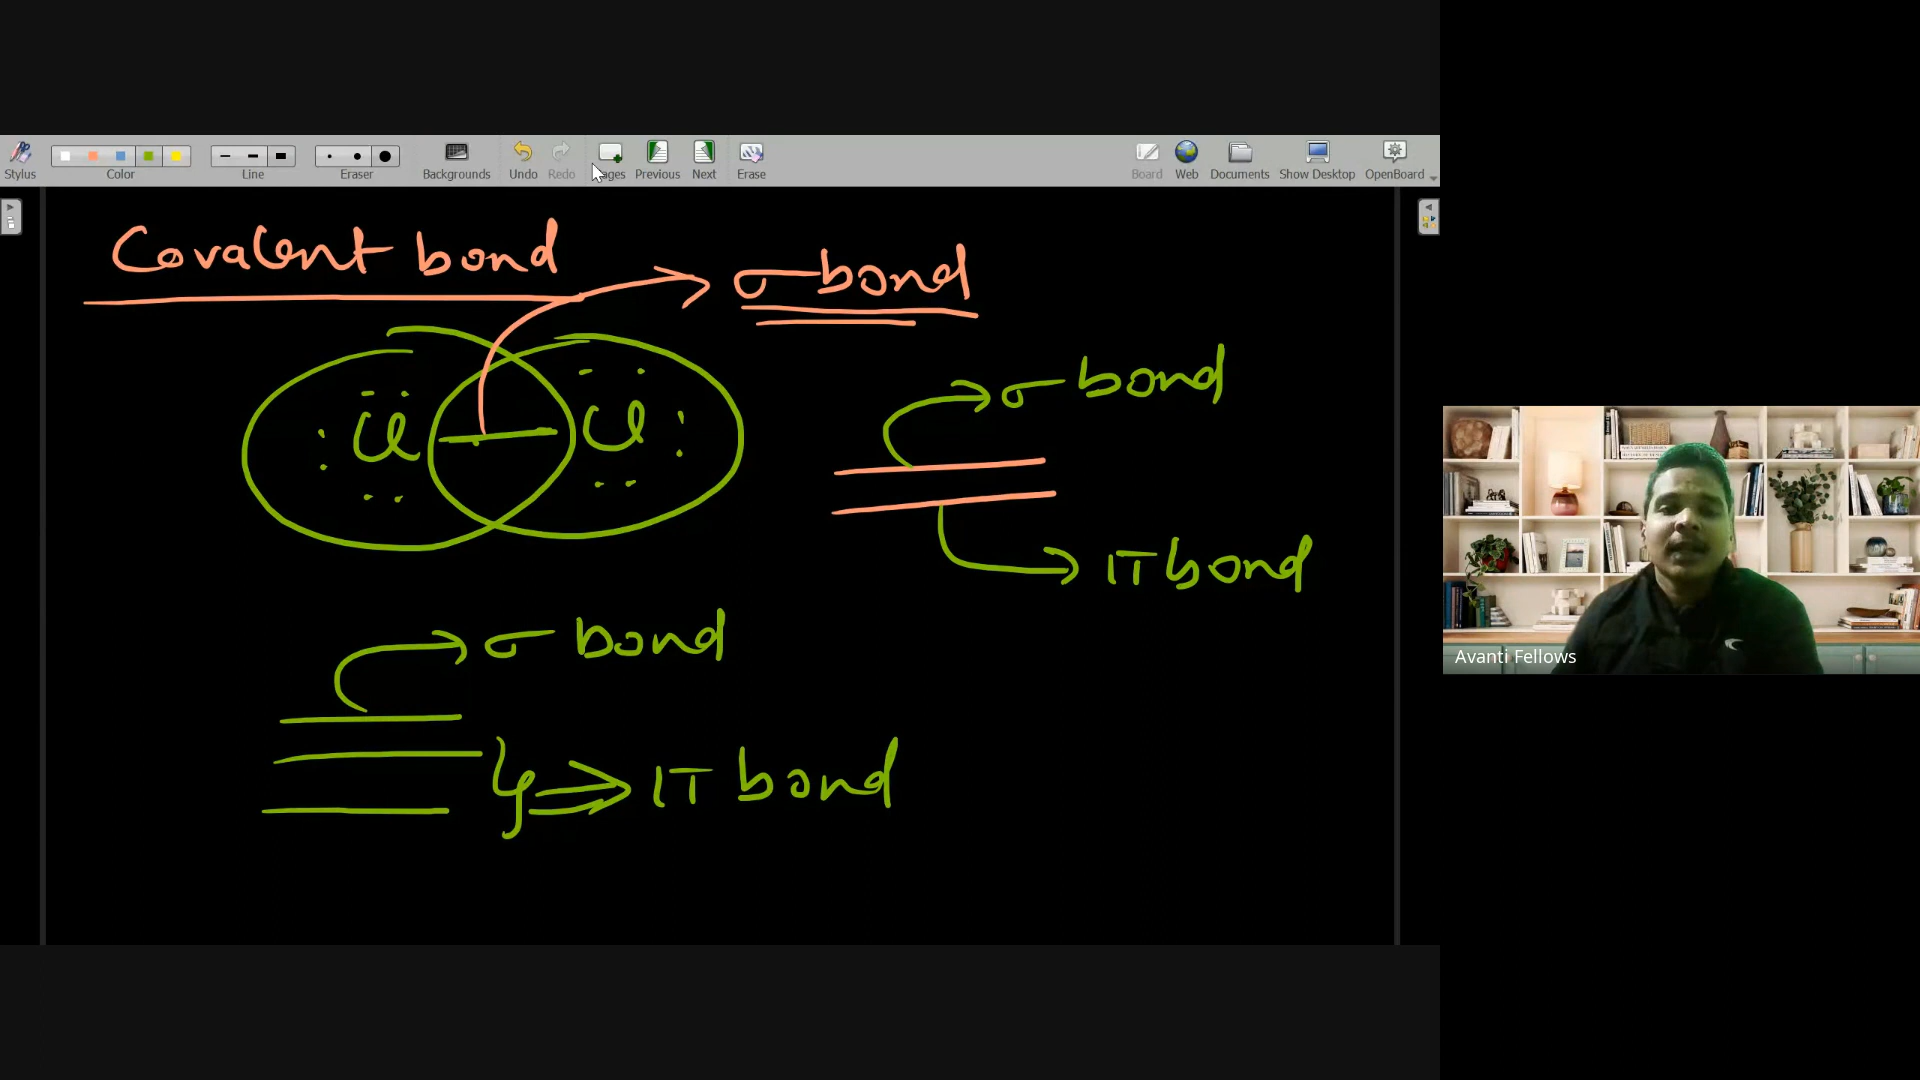 Stylus
Color
Line
Eraser
Backgrounds
Undo
Redo
Previous
Next
Erase
Board
Web
Documents
Show Desktop
OpenBoard
Covalent bond
σ-bond
Cl Cl
σ-bond
π bond
σ- bond
π bond
Avanti Fellows